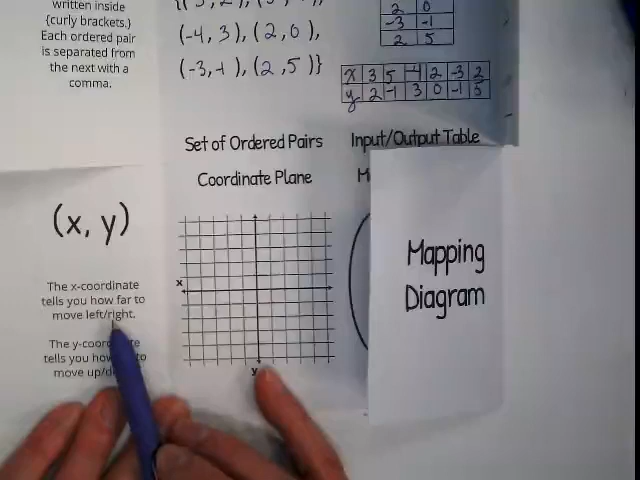 written inside
{curly brackets.}
Each ordered pair
is separated from
the next with a
comma.
(-4, 3), (2, 0),
(-3, -1), (2, 5)}
2 0
-3 -1
2 5
x 3 5 -4 2 -3 2
y 2 -1 3 0 -1 5
Set of Ordered Pairs
Input/Output Table
Coordinate Plane
M
(x, y)
Mapping
Diagram
x
y
The x-coordinate
tells you how far to
move left/right.
The
tells you to
move